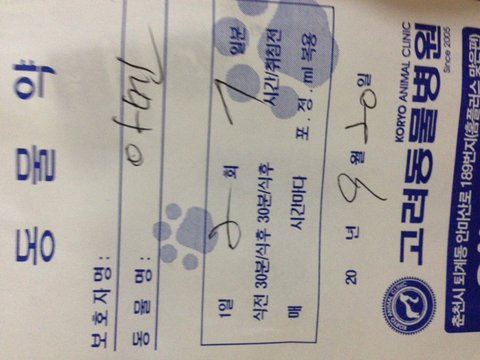 동물약
보호자명:
동물명:
1일 2 회 7 일분
식전 30분/식후 30분/식후 시간/취침전
매 시간마다 포 . 정 . ml 복용
20 년 9 월 20 일
KORYO ANIMAL CLINIC
고려동물병원 Since 2005
춘천시 퇴계동 안마산로 189번지(홈플러스 맞은편)